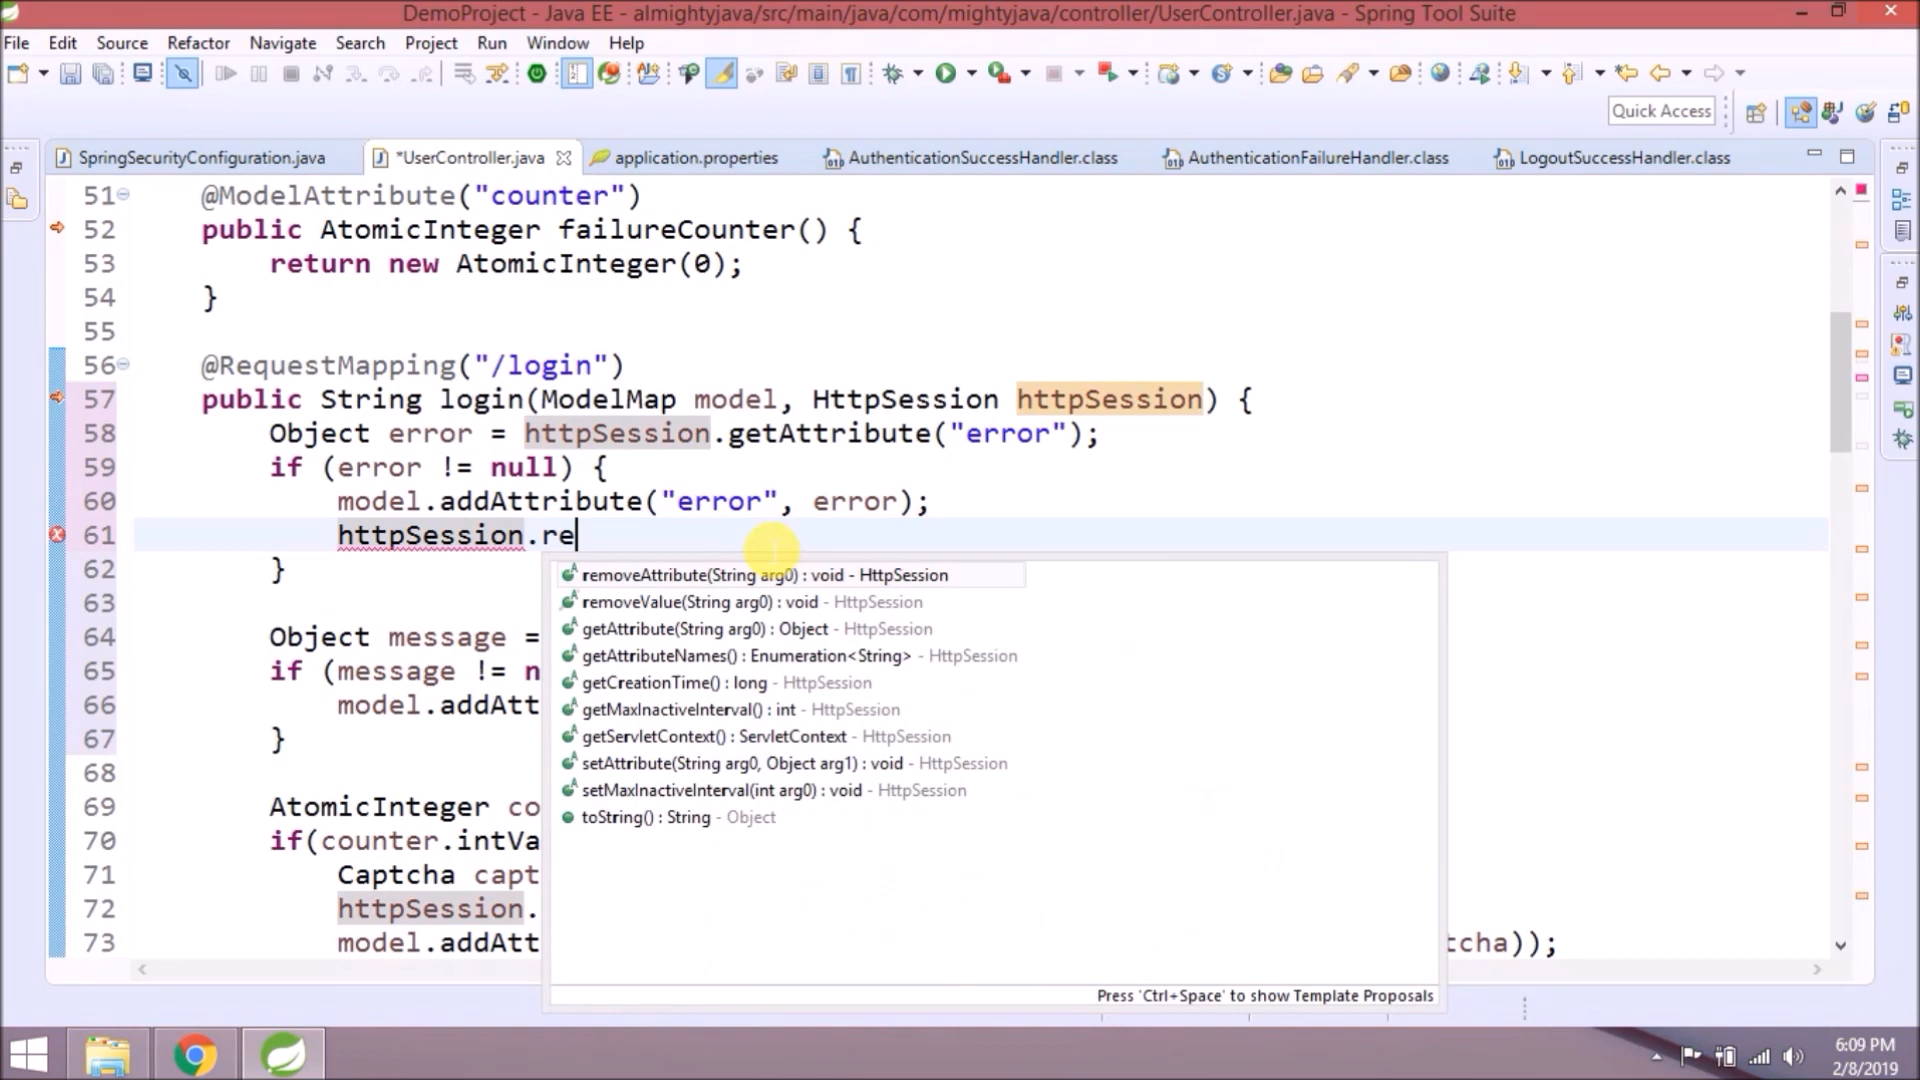 DemoProject - Java EE - almightyjava/src/main/java/com/mightyjava/controller/UserController.java - Spring Tool Suite
File Edit Source Refactor Navigate Search Project Run Window Help
Quick Access
SpringSecurityConfiguration.java *UserController.java application.properties AuthenticationSuccessHandler.class AuthenticationFailureHandler.class LogoutSuccessHandler.class
51 @ModelAttribute("counter")
52 public AtomicInteger failureCounter() {
53 return new AtomicInteger(0);
54 }
55
56 @RequestMapping("/login")
57 public String login(ModelMap model, HttpSession httpSession) {
58 Object error = httpSession.getAttribute("error");
59 if (error != null) {
60 model.addAttribute("error", error);
61 httpSession.re
62 }
63
64 Object message =
65 if (message != n
66 model.addAtt
67 }
68
69 AtomicInteger co
70 if(counter.intVa
71 Captcha capt
72 httpSession.
73 model.addAtt tcha));
removeAttribute(String arg0) : void - HttpSession
removeValue(String arg0) : void - HttpSession
getAttribute(String arg0) : Object - HttpSession
getAttributeNames() : Enumeration<String> - HttpSession
getCreationTime() : long - HttpSession
getMaxInactiveInterval() : int - HttpSession
getServletContext() : ServletContext - HttpSession
setAttribute(String arg0, Object arg1) : void - HttpSession
setMaxInactiveInterval(int arg0) : void - HttpSession
toString() : String - Object
Press 'Ctrl+Space' to show Template Proposals
6:09 PM
2/8/2019